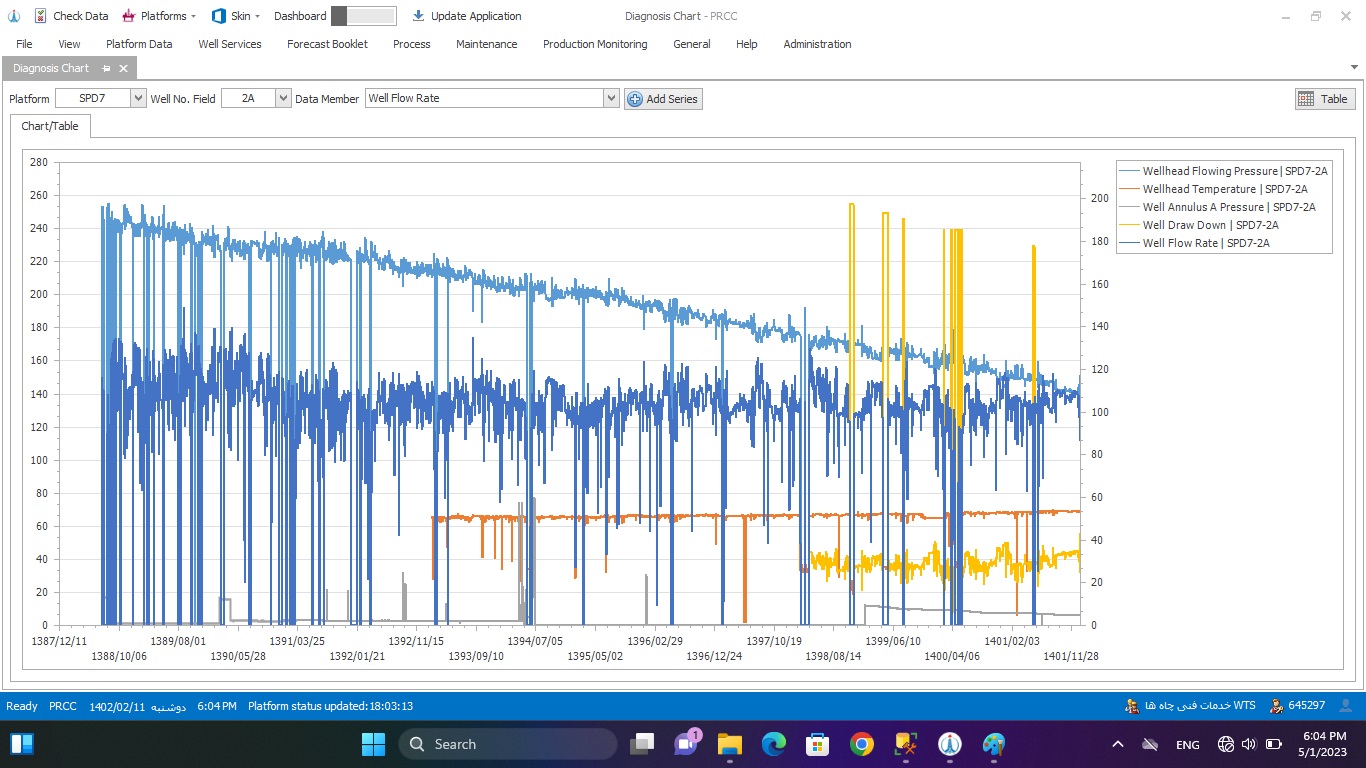 Check Data Platforms Skin Dashboard Update Application Diagnosis Chart - PRCC
File View Platform Data Well Services Forecast Booklet Process Maintenance Production Monitoring General Help Administration
Diagnosis Chart
Platform SPD7 Well No. Field 2A Data Member Well Flow Rate Add Series Table
Chart/Table
280
260
240
220
200
180
160
140
120
100
80
60
40
20
0
200
180
160
140
120
100
80
60
40
20
0
Wellhead Flowing Pressure | SPD7-2A
Wellhead Temperature | SPD7-2A
Well Annulus A Pressure | SPD7-2A
Well Draw Down | SPD7-2A
Well Flow Rate | SPD7-2A
1387/12/11 1389/08/01 1391/03/25 1392/11/15 1394/07/05 1396/02/29 1397/10/19 1399/06/10 1401/02/03
1388/10/06 1390/05/28 1392/01/21 1393/09/10 1395/05/02 1396/12/24 1398/08/14 1400/04/06 1401/11/28
Ready PRCC 1402/02/11 دوشنبه 6:04 PM Platform status updated:18:03:13 خدمات فنی چاه ها WTS 645297
Search 1 ENG 6:04 PM
5/1/2023